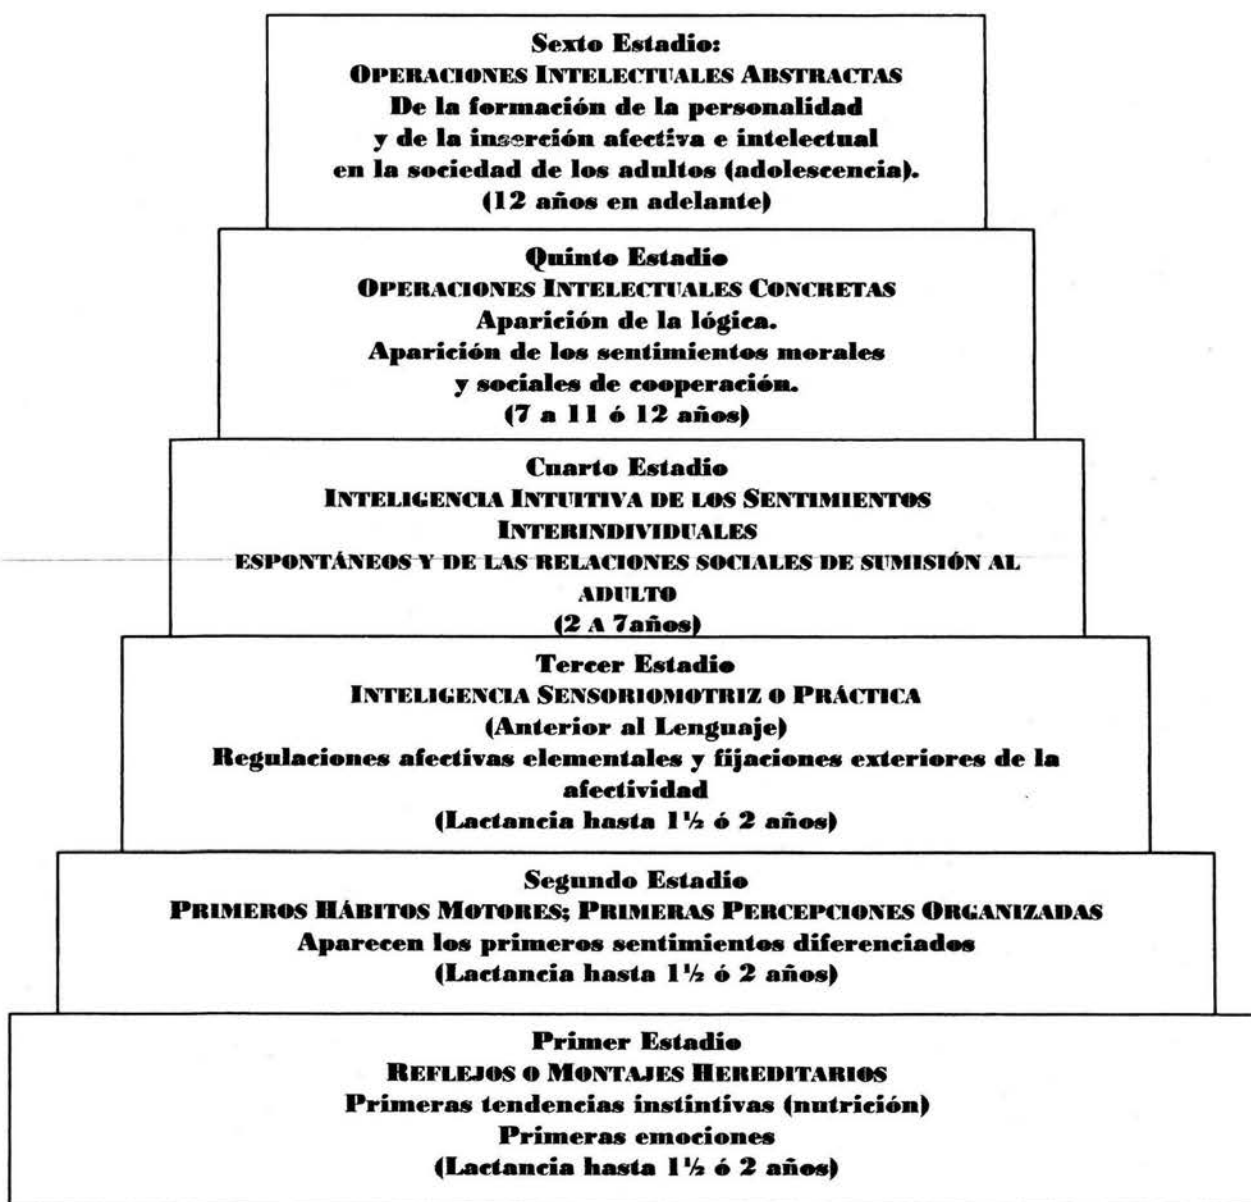 Sexto Estadio:
OPERACIONES INTELECTUALES ABSTRACTAS
De la formación de la personalidad
y de la inserción afectiva e intelectual
en la sociedad de los adultos (adolescencia).
(12 años en adelante)
Quinto Estadio
OPERACIONES INTELECTUALES CONCRETAS
Aparición de la lógica.
Aparición de los sentimientos morales
y sociales de cooperación.
(7 a 11 ó 12 años)
Cuarto Estadio
INTELIGENCIA INTUITIVA DE LOS SENTIMIENTOS
INTERINDIVIDUALES
ESPONTÁNEOS Y DE LAS RELACIONES SOCIALES DE SUMISIÓN AL
ADULTO
(2 A 7años)
Tercer Estadio
INTELIGENCIA SENSORIOMOTRIZ O PRÁCTICA
(Anterior al Lenguaje)
Regulaciones afectivas elementales y fijaciones exteriores de la
afectividad
(Lactancia hasta 1½ ó 2 años)
Segundo Estadio
PRIMEROS HÁBITOS MOTORES; PRIMERAS PERCEPCIONES ORGANIZADAS
Aparecen los primeros sentimientos diferenciados
(Lactancia hasta 1½ ó 2 años)
Primer Estadio
REFLEJOS O MONTAJES HEREDITARIOS
Primeras tendencias instintivas (nutrición)
Primeras emociones
(Lactancia hasta 1½ ó 2 años)